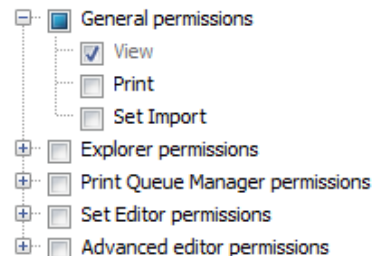 General permissions
View
Print
Set Import
Explorer permissions
Print Queue Manager permissions
Set Editor permissions
Advanced editor permissions